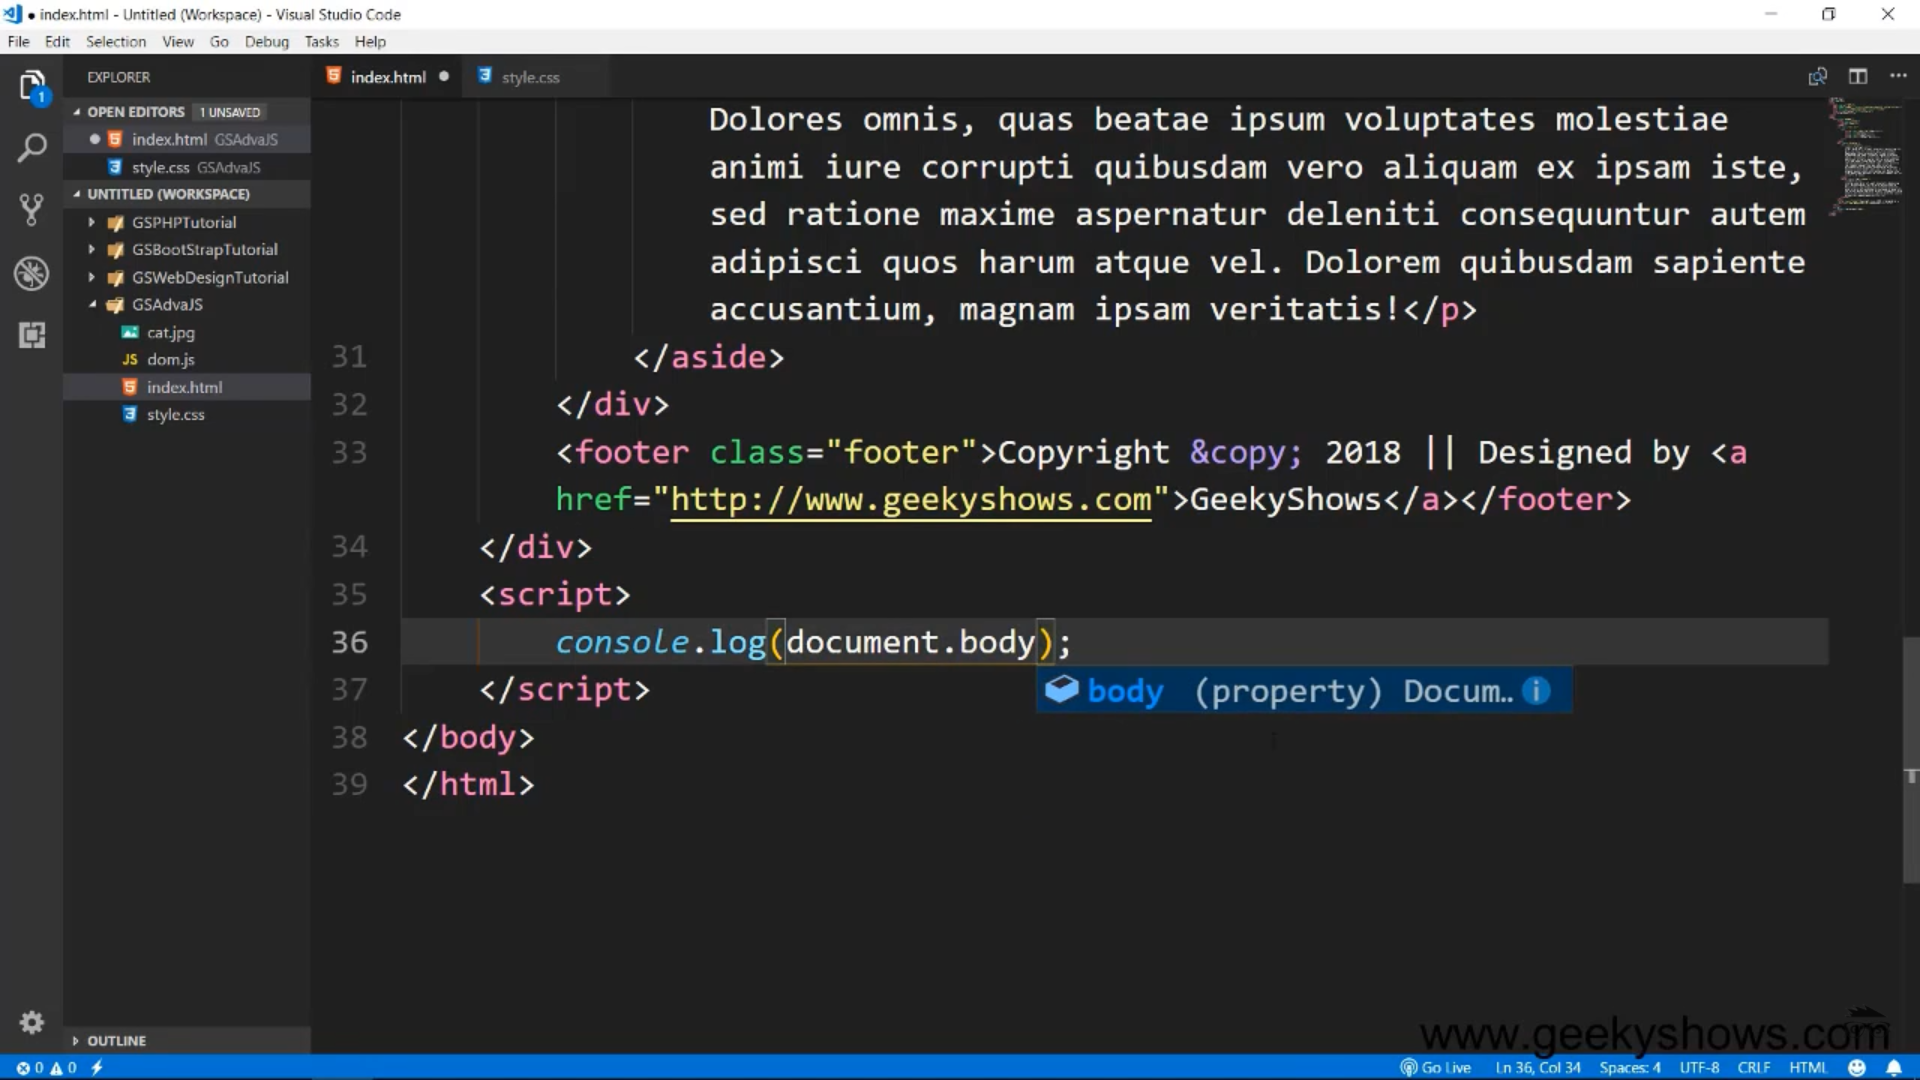 index.html - Untitled (Workspace) - Visual Studio Code
File Edit Selection View Go Debug Tasks Help
EXPLORER
index.html
style.css
1
OPEN EDITORS 1 UNSAVED
index.html GSAdvaJS
style.css GSAdvaJS
UNTITLED (WORKSPACE)
GSPHPTutorial
GSBootStrapTutorial
GSWebDesignTutorial
GSAdvaJS
cat.jpg
JS dom.js
index.html
style.css
OUTLINE
Dolores omnis, quas beatae ipsum voluptates molestiae
animi iure corrupti quibusdam vero aliquam ex ipsam iste,
sed ratione maxime aspernatur deleniti consequuntur autem
adipisci quos harum atque vel. Dolorem quibusdam sapiente
accusantium, magnam ipsam veritatis!</p>
31 </aside>
32 </div>
33 <footer class="footer">Copyright &copy; 2018 || Designed by <a
href="http://www.geekyshows.com">GeekyShows</a></footer>
34 </div>
35 <script>
36 console.log(document.body);
37 </script>
body (property) Docum..
38 </body>
39 </html>
www.geekyshows.com
0 0 Go Live Ln 36, Col 34 Spaces: 4 UTF-8 CRLF HTML